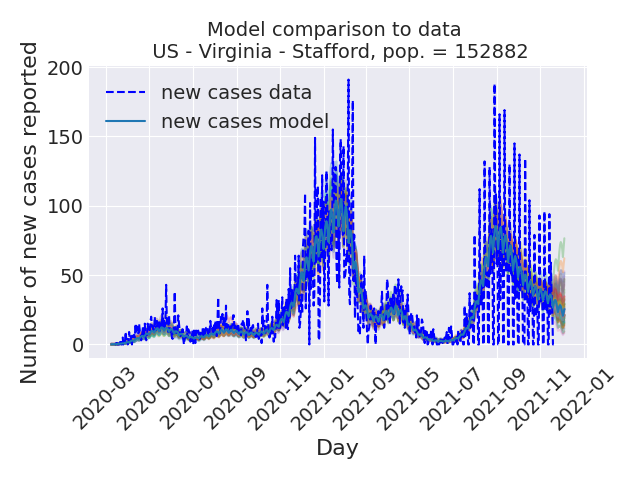 Model comparison to data
US - Virginia - Stafford, pop. = 152882
Number of new cases reported
200
150
100
50
0
new cases data
new cases model
2020-03
2020-05
2020-07
2020-09
2020-11
2021-01
2021-03
2021-05
2021-07
2021-09
2021-11
2022-01
Day